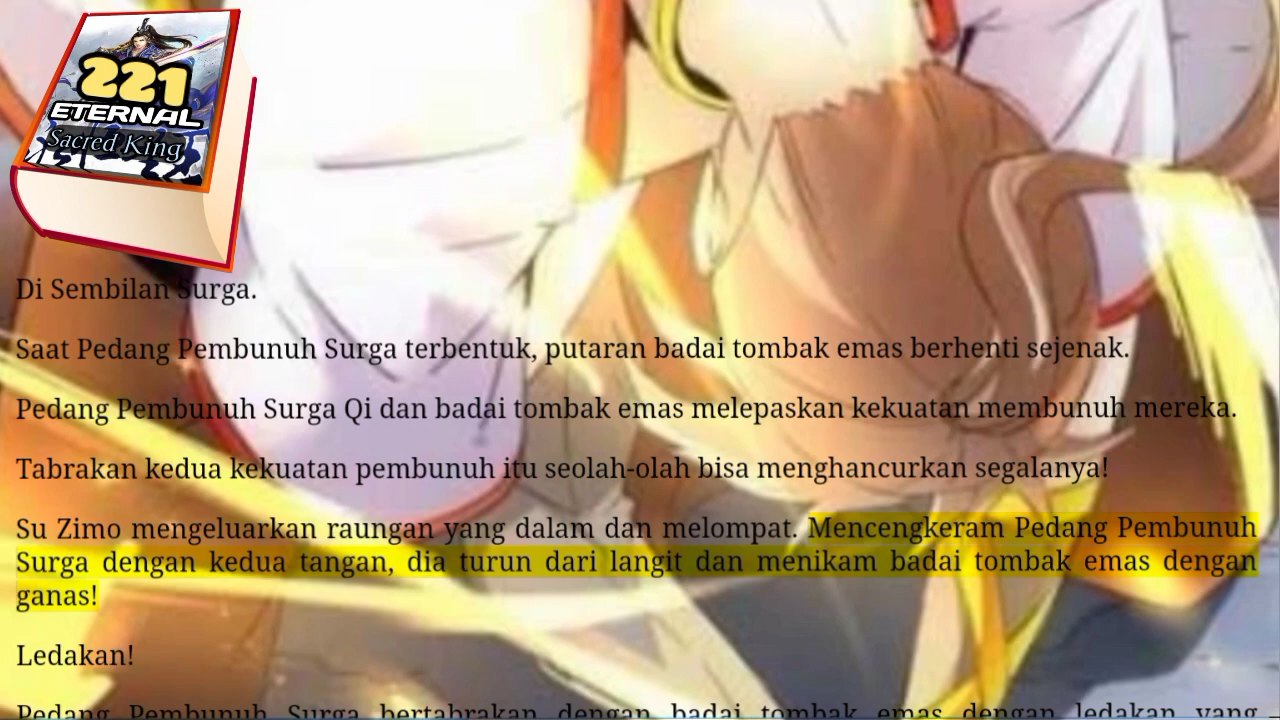 221
ETERNAL
Sacred King
Di Sembilan Surga.
Saat Pedang Pembunuh Surga terbentuk, putaran badai tombak emas berhenti sejenak.
Pedang Pembunuh Surga Qi dan badai tombak emas melepaskan kekuatan membunuh mereka.
Tabrakan kedua kekuatan pembunuh itu seolah-olah bisa menghancurkan segalanya!
Su Zimo mengeluarkan raungan yang dalam dan melompat. Mencengkeram Pedang Pembunuh
Surga dengan kedua tangan, dia turun dari langit dan menikam badai tombak emas dengan
ganas!
Ledakan!
Pedang Pembunuh Surga bertabrakan dengan badai tombak emas dengan ledakan yang